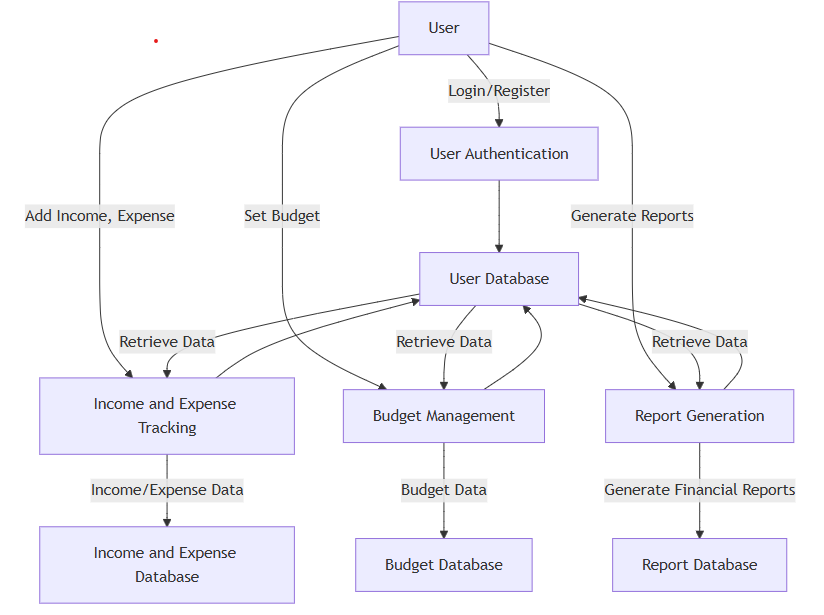 User
Login/Register
User Authentication
Add Income, Expense
Set Budget
Generate Reports
User Database
Retrieve Data
Retrieve Data
Retrieve Data
Income and Expense
Tracking
Budget Management
Report Generation
Income/Expense Data
Budget Data
Generate Financial Reports
Income and Expense
Database
Budget Database
Report Database